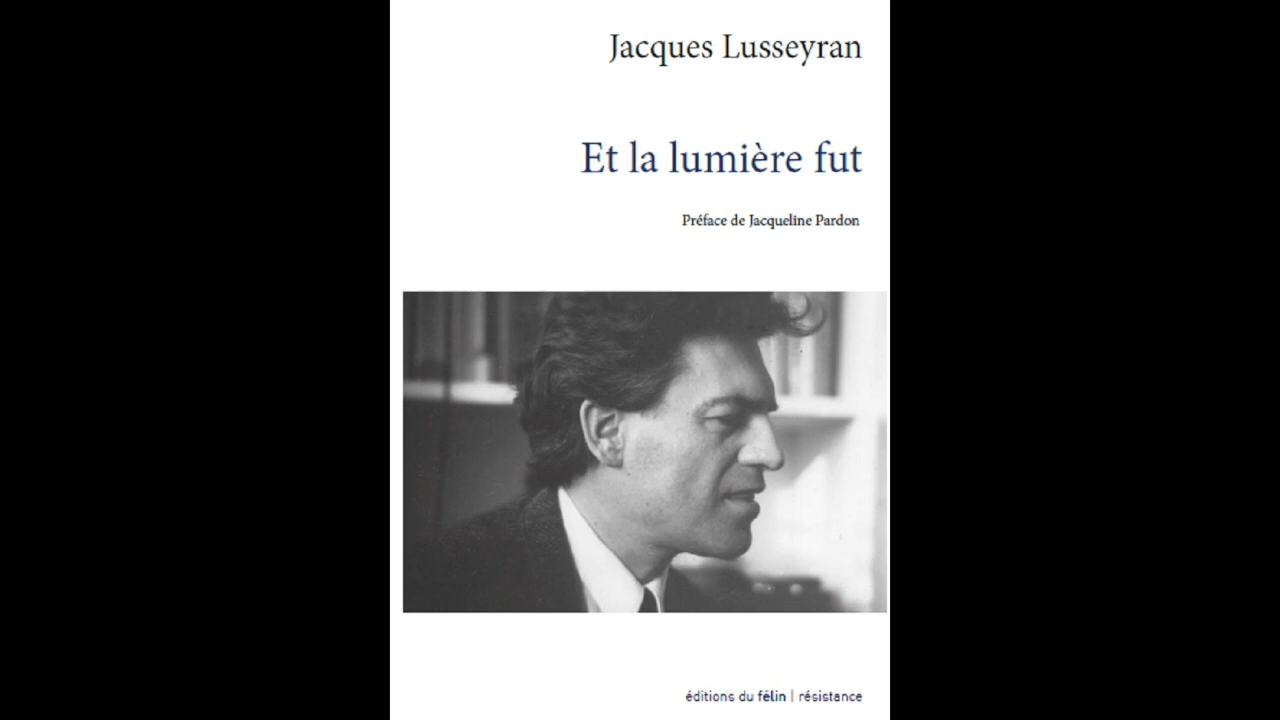 Jacques Lusseyran
Et la lumière fut
Préface de Jacqueline Pardon
éditions du félin | résistance